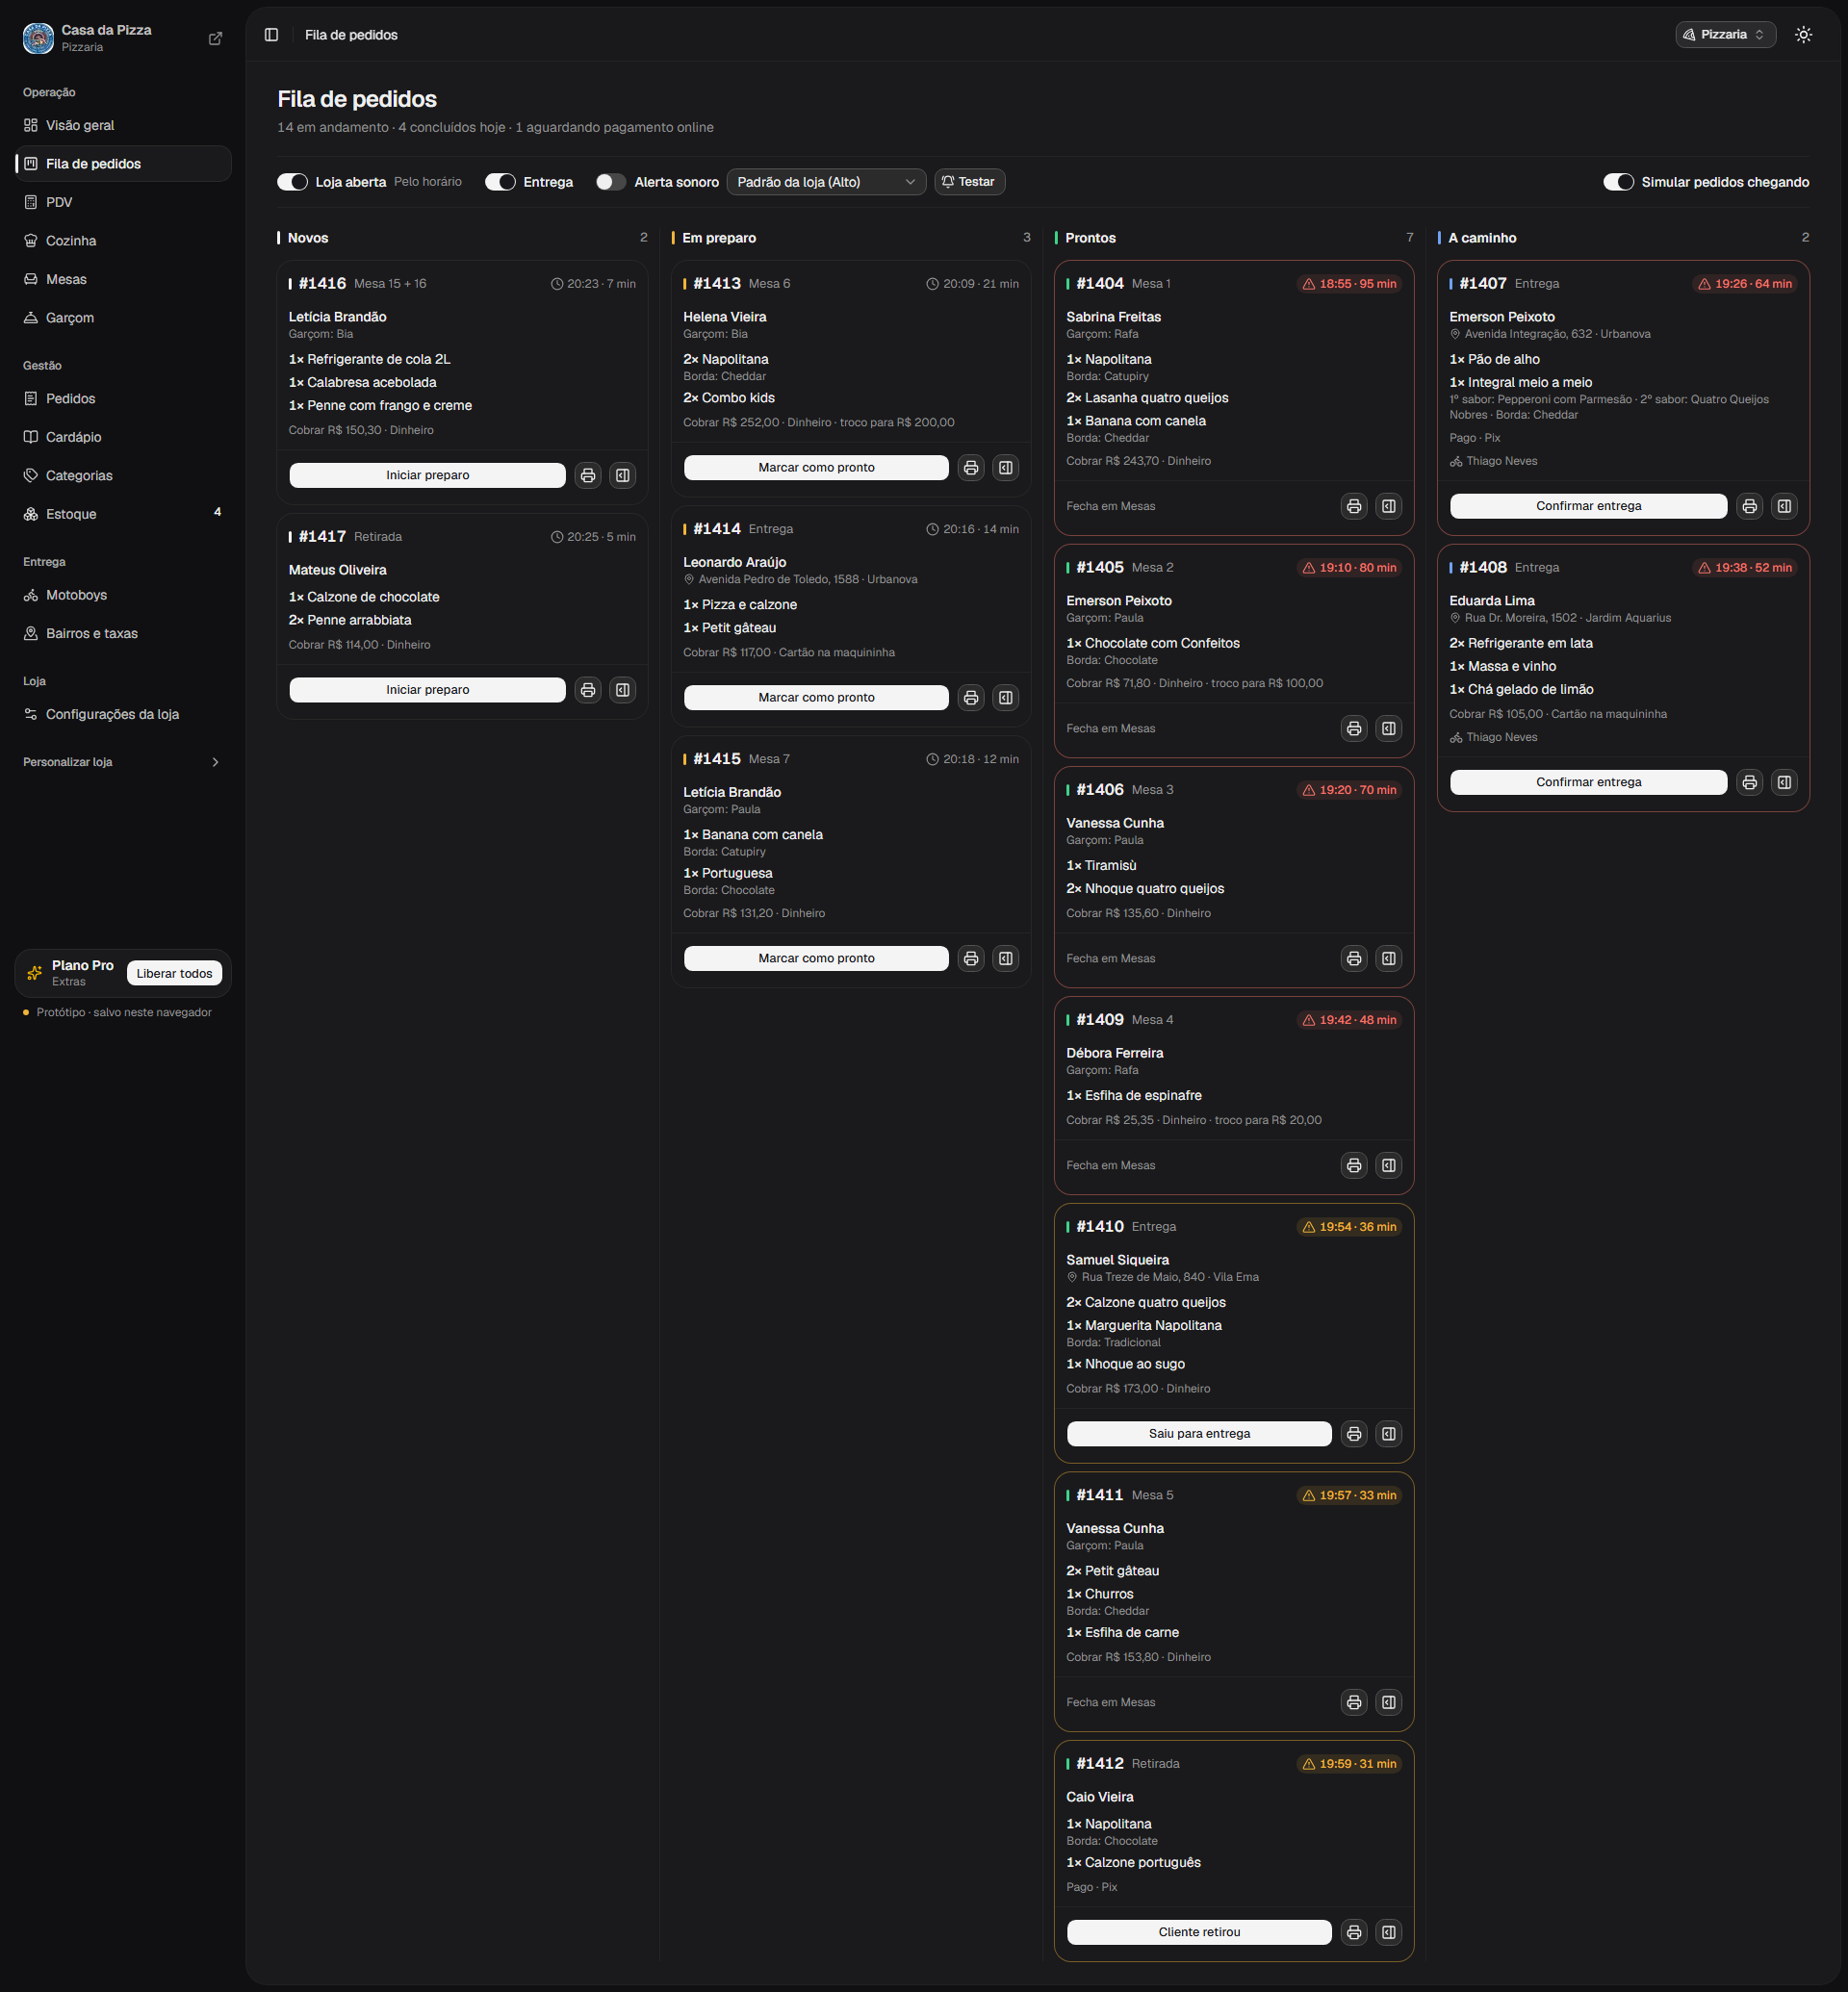 Casa da Pizza
Pizzaria
Operação
Visão geral
Fila de pedidos
PDV
Cozinha
Mesas
Garçom
Gestão
Pedidos
Cardápio
Categorias
Estoque 4
Entrega
Motoboys
Bairros e taxas
Loja
Configurações da loja
Personalizar loja
Plano Pro
Extras
Liberar todos
Protótipo · salvo neste navegador
Fila de pedidos
Pizzaria
Fila de pedidos
14 em andamento · 4 concluídos hoje · 1 aguardando pagamento online
Loja aberta Pelo horário Entrega Alerta sonoro Padrão da loja (Alto) Testar Simular pedidos chegando
Novos 2
#1416 Mesa 15 + 16 20:23 · 7 min
Letícia Brandão
Garçom: Bia
1× Refrigerante de cola 2L
1× Calabresa acebolada
1× Penne com frango e creme
Cobrar R$ 150,30 · Dinheiro
Iniciar preparo
#1417 Retirada 20:25 · 5 min
Mateus Oliveira
1× Calzone de chocolate
2× Penne arrabbiata
Cobrar R$ 114,00 · Dinheiro
Iniciar preparo
Em preparo 3
#1413 Mesa 6 20:09 · 21 min
Helena Vieira
Garçom: Bia
2× Napolitana
Borda: Cheddar
2× Combo kids
Cobrar R$ 252,00 · Dinheiro · troco para R$ 200,00
Marcar como pronto
#1414 Entrega 20:16 · 14 min
Leonardo Araújo
Avenida Pedro de Toledo, 1588 · Urbanova
1× Pizza e calzone
1× Petit gâteau
Cobrar R$ 117,00 · Cartão na maquininha
Marcar como pronto
#1415 Mesa 7 20:18 · 12 min
Letícia Brandão
Garçom: Paula
1× Banana com canela
Borda: Catupiry
1× Portuguesa
Borda: Chocolate
Cobrar R$ 131,20 · Dinheiro
Marcar como pronto
Prontos 7
#1404 Mesa 1 18:55 · 95 min
Sabrina Freitas
Garçom: Rafa
1× Napolitana
Borda: Catupiry
2× Lasanha quatro queijos
1× Banana com canela
Borda: Cheddar
Cobrar R$ 243,70 · Dinheiro
Fecha em Mesas
#1405 Mesa 2 19:10 · 80 min
Emerson Peixoto
Garçom: Paula
1× Chocolate com Confeitos
Borda: Chocolate
Cobrar R$ 71,80 · Dinheiro · troco para R$ 100,00
Fecha em Mesas
#1406 Mesa 3 19:20 · 70 min
Vanessa Cunha
Garçom: Paula
1× Tiramisù
2× Nhoque quatro queijos
Cobrar R$ 135,60 · Dinheiro
Fecha em Mesas
#1409 Mesa 4 19:42 · 48 min
Débora Ferreira
Garçom: Rafa
1× Esfiha de espinafre
Cobrar R$ 25,35 · Dinheiro · troco para R$ 20,00
Fecha em Mesas
#1410 Entrega 19:54 · 36 min
Samuel Siqueira
Rua Treze de Maio, 840 · Vila Ema
2× Calzone quatro queijos
1× Marguerita Napolitana
Borda: Tradicional
1× Nhoque ao sugo
Cobrar R$ 173,00 · Dinheiro
Saiu para entrega
#1411 Mesa 5 19:57 · 33 min
Vanessa Cunha
Garçom: Paula
2× Petit gâteau
1× Churros
Borda: Cheddar
1× Esfiha de carne
Cobrar R$ 153,80 · Dinheiro
Fecha em Mesas
#1412 Retirada 19:59 · 31 min
Caio Vieira
1× Napolitana
Borda: Chocolate
1× Calzone português
Pago · Pix
Cliente retirou
A caminho 2
#1407 Entrega 19:26 · 64 min
Emerson Peixoto
Avenida Integração, 632 · Urbanova
1× Pão de alho
1× Integral meio a meio
1º sabor: Pepperoni com Parmesão · 2º sabor: Quatro Queijos
Nobres · Borda: Cheddar
Pago · Pix
Thiago Neves
Confirmar entrega
#1408 Entrega 19:38 · 52 min
Eduarda Lima
Rua Dr. Moreira, 1502 · Jardim Aquarius
2× Refrigerante em lata
1× Massa e vinho
1× Chá gelado de limão
Cobrar R$ 105,00 · Cartão na maquininha
Thiago Neves
Confirmar entrega